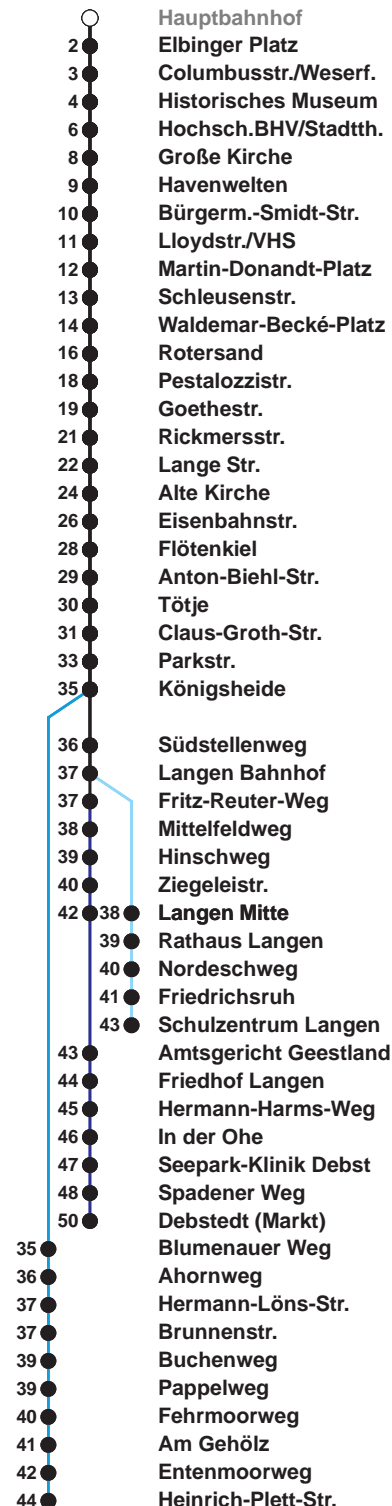 Hauptbahnhof
2 Elbinger Platz
3 Columbusstr./Weserf.
4 Historisches Museum
6 Hochsch.BHV/Stadtth.
8 Große Kirche
9 Havenwelten
10 Bürgerm.-Smidt-Str.
11 Lloydstr./VHS
12 Martin-Donandt-Platz
13 Schleusenstr.
14 Waldemar-Becké-Platz
16 Rotersand
18 Pestalozzistr.
19 Goethestr.
21 Rickmersstr.
22 Lange Str.
24 Alte Kirche
26 Eisenbahnstr.
28 Flötenkiel
29 Anton-Biehl-Str.
30 Tötje
31 Claus-Groth-Str.
33 Parkstr.
35 Königsheide
36 Südstellenweg
37 Langen Bahnhof
37 Fritz-Reuter-Weg
38 Mittelfeldweg
39 Hinschweg
40 Ziegeleistr.
42 38 Langen Mitte
39 Rathaus Langen
40 Nordeschweg
41 Friedrichsruh
43 Schulzentrum Langen
43 Amtsgericht Geestland
44 Friedhof Langen
45 Hermann-Harms-Weg
46 In der Ohe
47 Seepark-Klinik Debst
48 Spadener Weg
50 Debstedt (Markt)
35 Blumenauer Weg
36 Ahornweg
37 Hermann-Löns-Str.
37 Brunnenstr.
39 Buchenweg
39 Pappelweg
40 Fehrmoorweg
41 Am Gehölz
42 Entenmoorweg
44 Heinrich-Plett-Str.